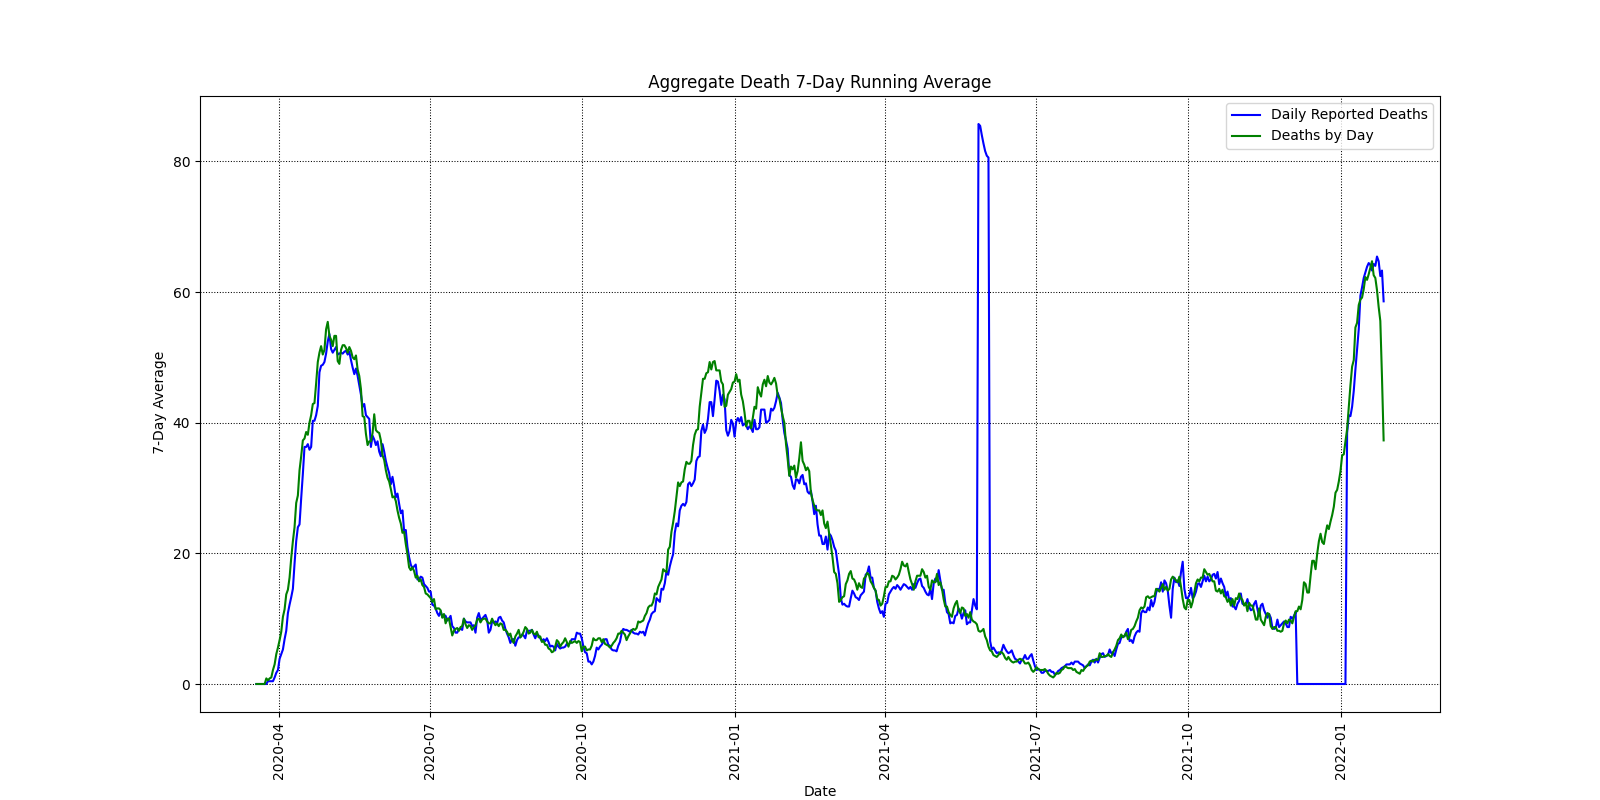 Aggregate Death 7-Day Running Average
Daily Reported Deaths
Deaths by Day
7-Day Average
80
60
40
20
0
2020-04
2020-07
2020-10
2021-01
2021-04
2021-07
2021-10
2022-01
Date